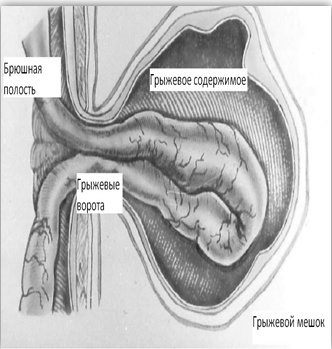 Брюшная
полость
Грыжевое содержимое
Грыжевые
ворота
Грыжевой мешок